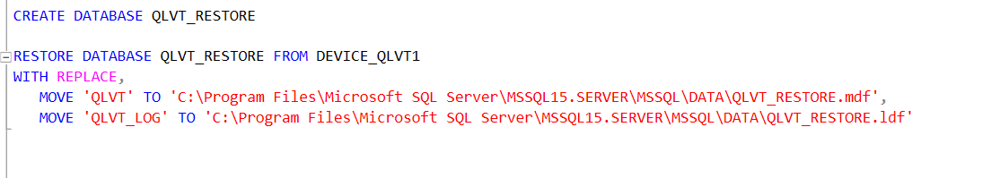 CREATE DATABASE QLVT_RESTORE
RESTORE DATABASE QLVT_RESTORE FROM DEVICE_QLVT1
WITH REPLACE,
MOVE 'QLVT' TO 'C:\Program Files\Microsoft SQL Server\MSSQL15.SERVER\MSSQL\DATA\QLVT_RESTORE.mdf',
MOVE 'QLVT_LOG' TO 'C:\Program Files\Microsoft SQL Server\MSSQL15.SERVER\MSSQL\DATA\QLVT_RESTORE.ldf'